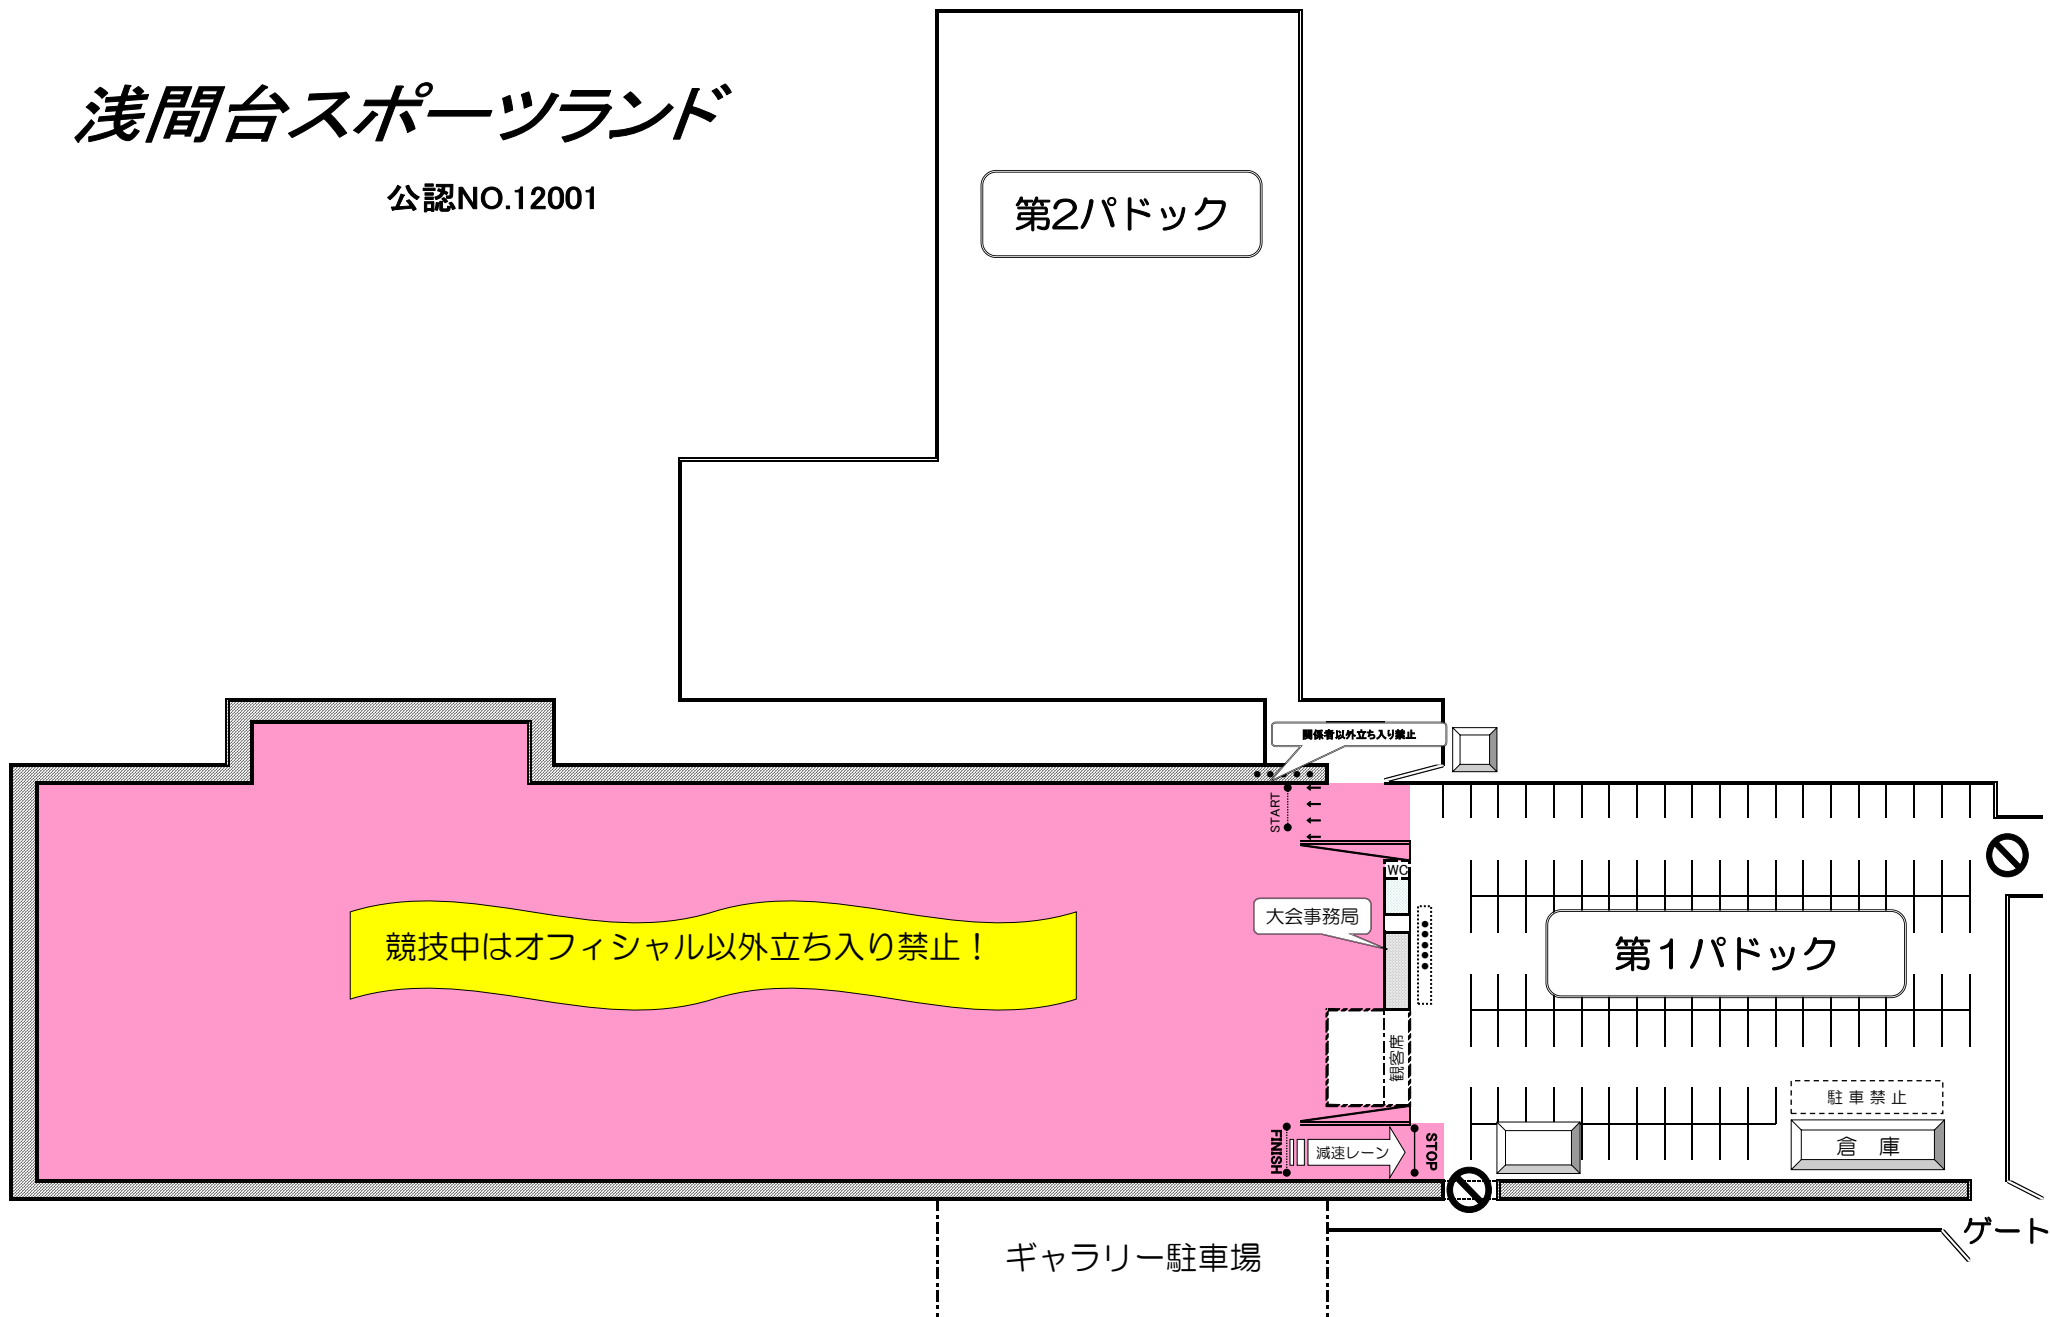 浅間台スポーツランド
公認NO.12001
第2パドック
関係者以外立ち入り禁止
START
WC
大会事務局
競技中はオフィシャル以外立ち入り禁止！
第１パドック
観客席
駐車禁止
倉 庫
FINISH
減速レーン
STOP
ゲート
ギャラリー駐車場